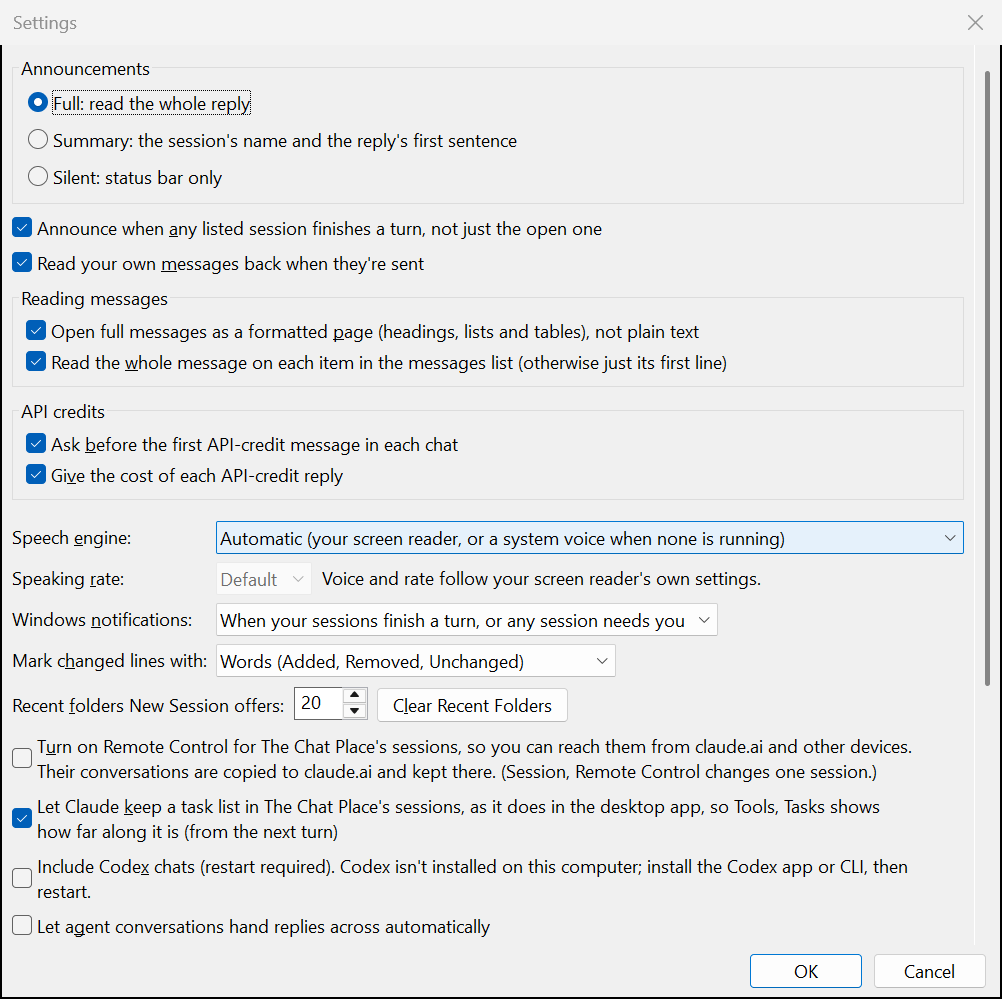 Settings
Announcements
Full: read the whole reply
Summary: the session's name and the reply's first sentence
Silent: status bar only
Announce when any listed session finishes a turn, not just the open one
Read your own messages back when they're sent
Reading messages
Open full messages as a formatted page (headings, lists and tables), not plain text
Read the whole message on each item in the messages list (otherwise just its first line)
API credits
Ask before the first API-credit message in each chat
Give the cost of each API-credit reply
Speech engine: Automatic (your screen reader, or a system voice when none is running)
Speaking rate: Default Voice and rate follow your screen reader's own settings.
Windows notifications: When your sessions finish a turn, or any session needs you
Mark changed lines with: Words (Added, Removed, Unchanged)
Recent folders New Session offers: 20 Clear Recent Folders
Turn on Remote Control for The Chat Place's sessions, so you can reach them from claude.ai and other devices.
Their conversations are copied to claude.ai and kept there. (Session, Remote Control changes one session.)
Let Claude keep a task list in The Chat Place's sessions, as it does in the desktop app, so Tools, Tasks shows
how far along it is (from the next turn)
Include Codex chats (restart required). Codex isn't installed on this computer; install the Codex app or CLI, then
restart.
Let agent conversations hand replies across automatically
OK Cancel